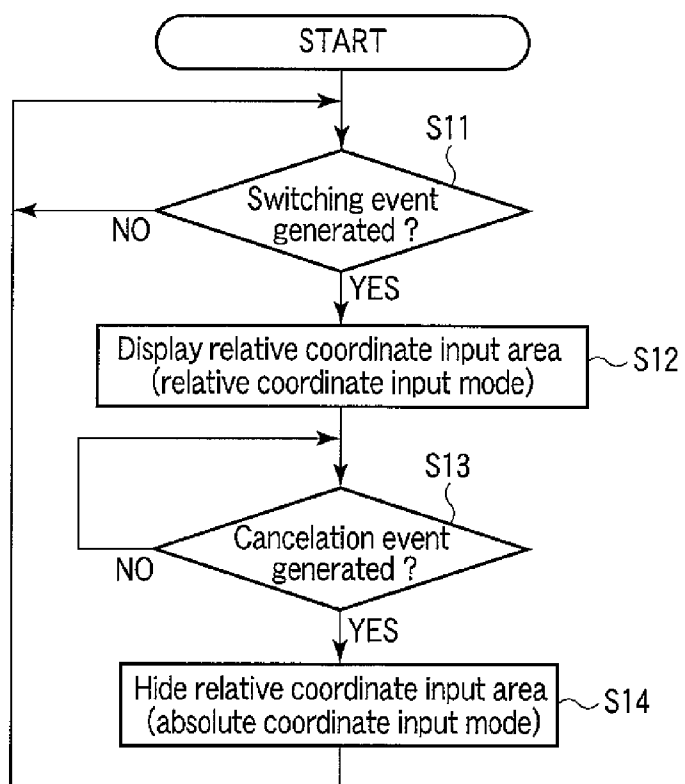 START
S11
Switching event
generated ?
NO
YES
Display relative coordinate input area
(relative coordinate input mode)
S12
S13
Cancelation event
generated ?
NO
YES
Hide relative coordinate input area
(absolute coordinate input mode)
S14